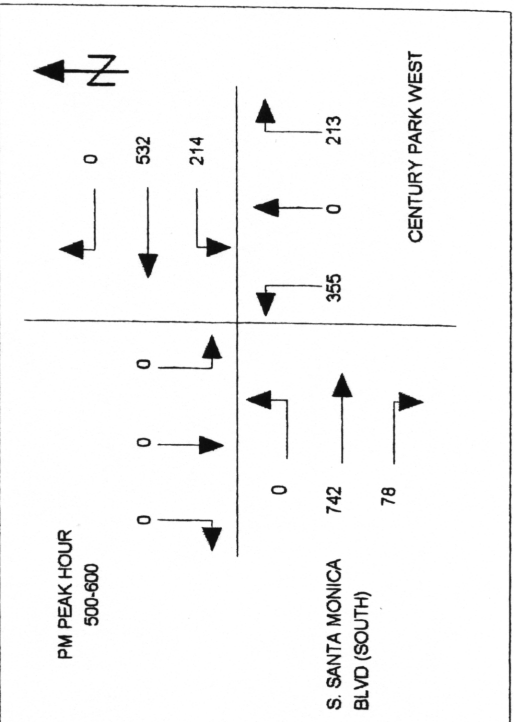 N
PM PEAK HOUR
500-600
0
0
0
0
532
214
0
742
78
355
0
213
S. SANTA MONICA
BLVD (SOUTH)
CENTURY PARK WEST